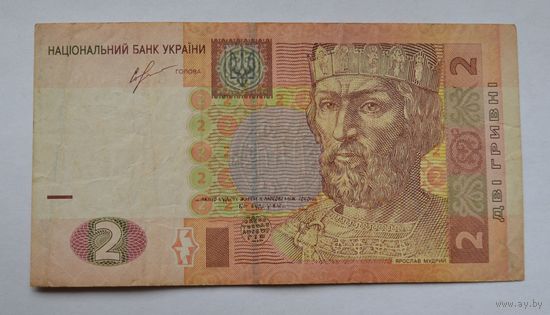 НАЦІОНАЛЬНИЙ БАНК УКРАЇНИ
ГОЛОВА
2
ДВІ ГРИВНІ
2
2
ЯРОСЛАВ МУДРИЙ
www.ay.by